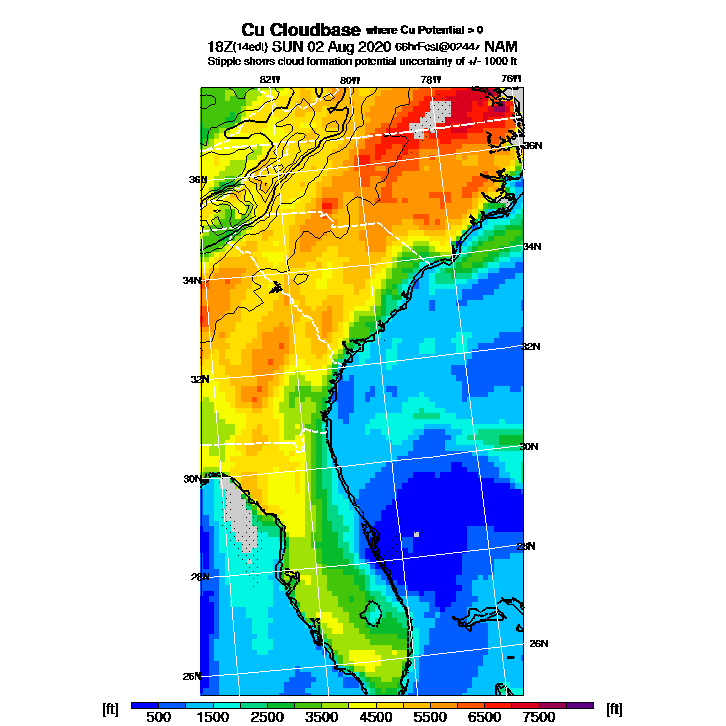 Cu Cloudbase where Cu Potential > 0
18Z(14edt) SUN 02 Aug 2020 66hrFcst@0244z NAM
Stipple shows cloud formation potential uncertainty of +/- 1000 ft
82W 80W 78W 76W
36N
36N
34N
34N
32N
32N
30N
30N
28N
28N
26N
26N
[ft] 500 1500 2500 3500 4500 5500 6500 7500 [ft]